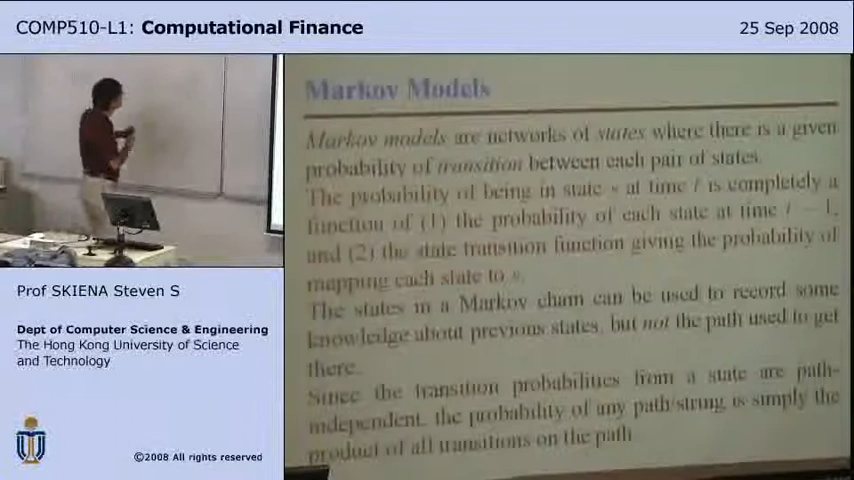 COMP510-L1: Computational Finance
25 Sep 2008
Markov Models
Markov models are networks of states where there is a given
probability of transition between each pair of states.
The probability of being in state s at time t is completely a
function of (1) the probability of each state at time t − 1,
and (2) the state transition function giving the probability of
mapping each state to s.
The states in a Markov chain can be used to record some
knowledge about previous states, but not the path used to get
there.
Since the transition probabilities from a state are path-
independent, the probability of any path/string is simply the
product of all transitions on the path
Prof SKIENA Steven S
Dept of Computer Science & Engineering
The Hong Kong University of Science
and Technology
©2008 All rights reserved